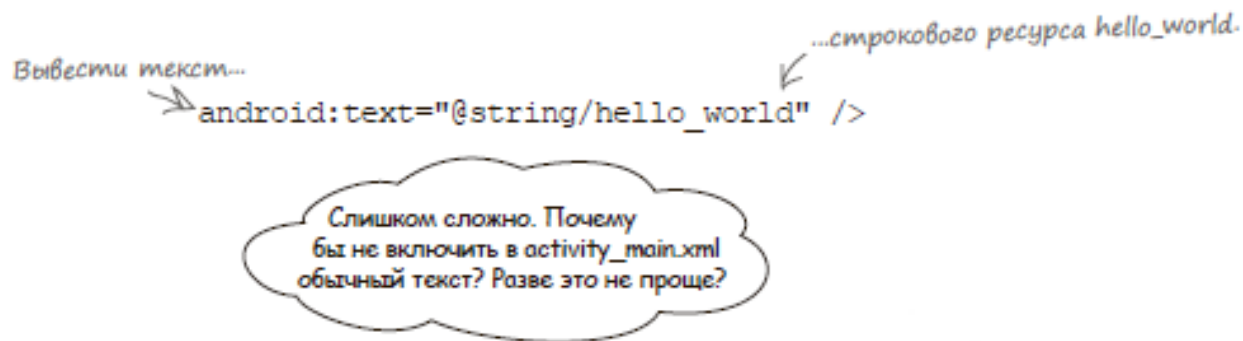 ...строкового ресурса hello_world.
Вывести текст...
android:text="@string/hello_world" />
Слишком сложно. Почему
бы не включить в activity_main.xml
обычный текст? Разве это не проще?